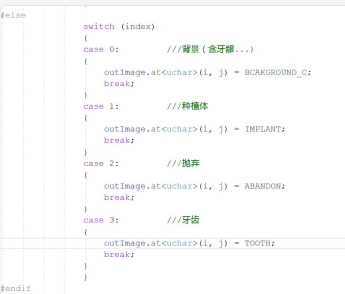 #else
switch (index)
{
case 0: ///背景（含牙龈...)
{
outImage.at<uchar>(i, j) = BCAKGROUND_C;
break;
}
case 1: ///种植体
{
outImage.at<uchar>(i, j) = IMPLANT;
break;
}
case 2: ///抛弃
{
outImage.at<uchar>(i, j) = ABANDON;
break;
}
case 3: ///牙齿
{
outImage.at<uchar>(i, j) = TOOTH;
break;
}
}
#endif